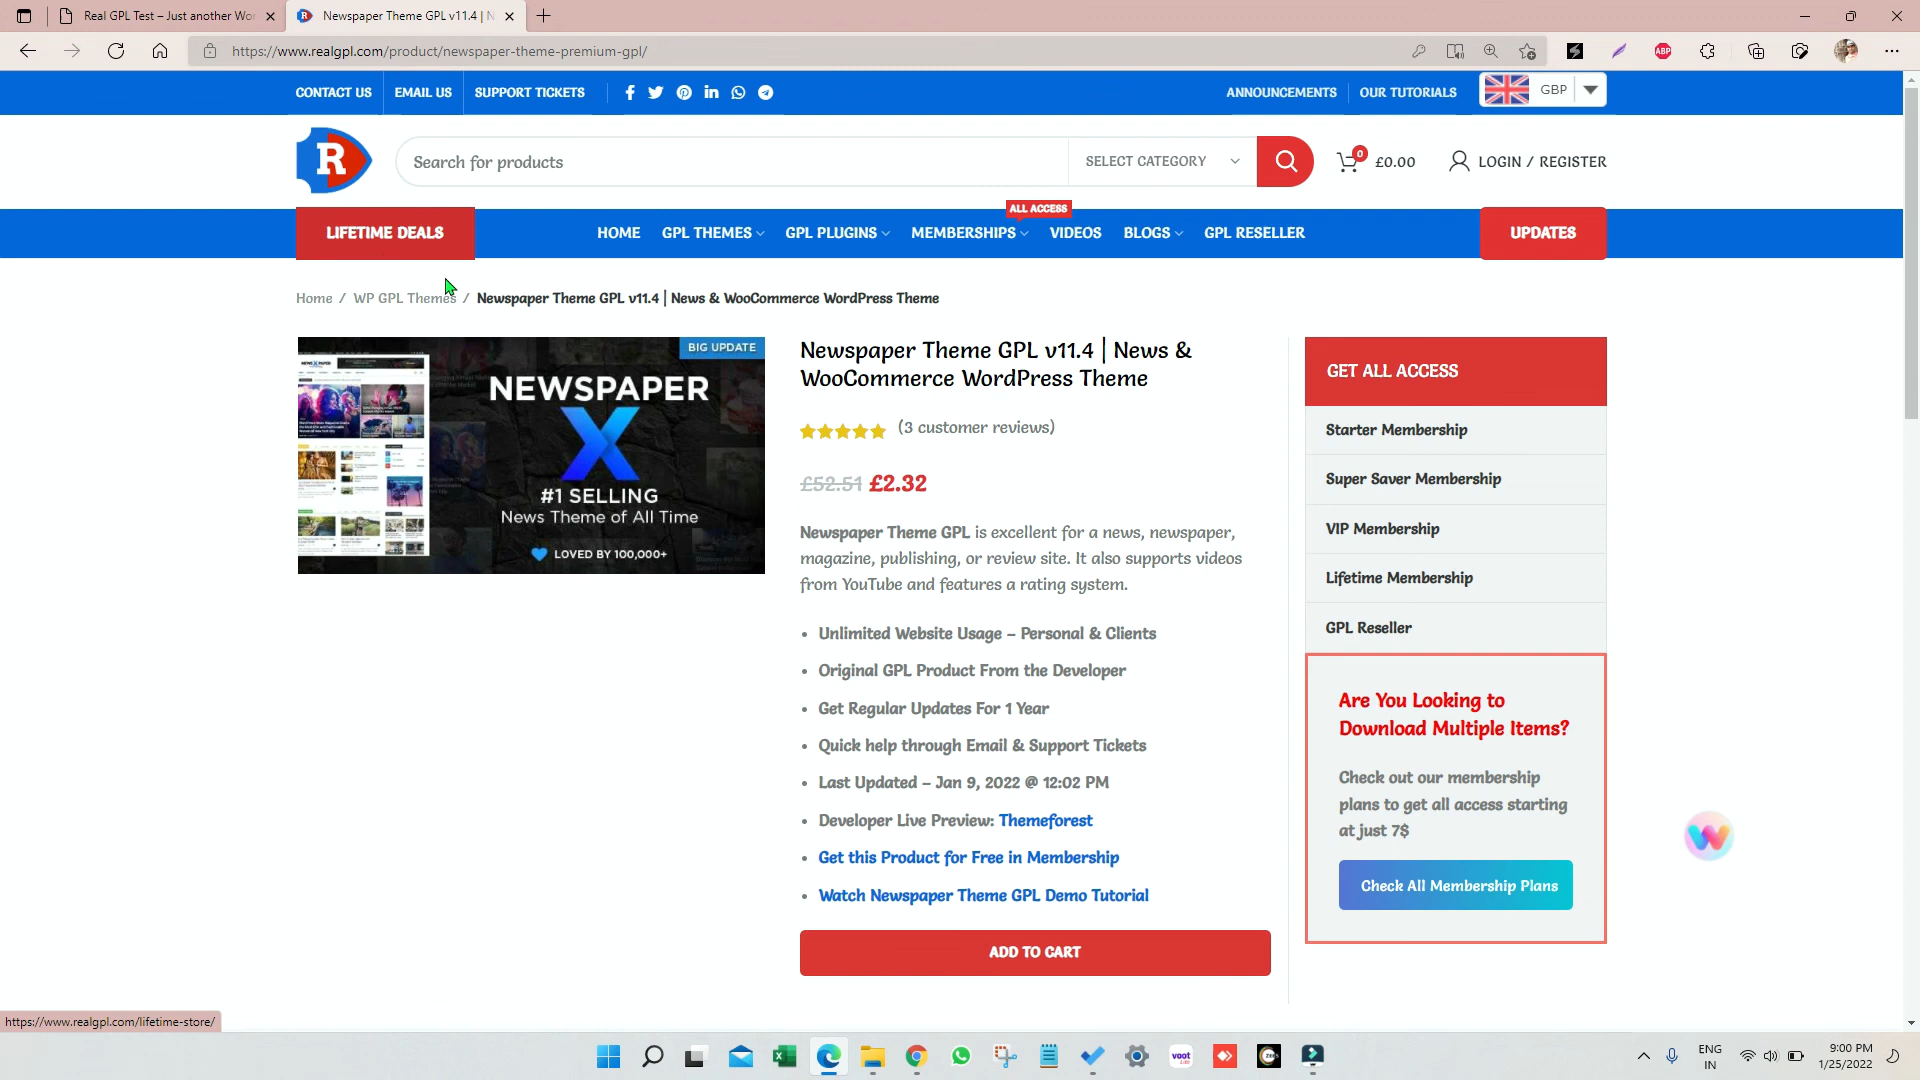 Real GPL Test – Just another Wor
Newspaper Theme GPL v11.4 | N
https://www.realgpl.com/product/newspaper-theme-premium-gpl/
ABP
CONTACT US
EMAIL US
SUPPORT TICKETS
ANNOUNCEMENTS
OUR TUTORIALS
GBP
R
Search for products
SELECT CATEGORY
0
£0.00
LOGIN / REGISTER
ALL ACCESS
LIFETIME DEALS
HOME
GPL THEMES
GPL PLUGINS
MEMBERSHIPS
VIDEOS
BLOGS
GPL RESELLER
UPDATES
Home / WP GPL Themes / Newspaper Theme GPL v11.4 | News & WooCommerce WordPress Theme
BIG UPDATE
NEWSPAPER
X
#1 SELLING
News Theme of All Time
LOVED BY 100,000+
Newspaper Theme GPL v11.4 | News &
WooCommerce WordPress Theme
(3 customer reviews)
£52.51 £2.32
Newspaper Theme GPL is excellent for a news, newspaper,
magazine, publishing, or review site. It also supports videos
from YouTube and features a rating system.
• Unlimited Website Usage – Personal & Clients
• Original GPL Product From the Developer
• Get Regular Updates For 1 Year
• Quick help through Email & Support Tickets
• Last Updated – Jan 9, 2022 @ 12:02 PM
• Developer Live Preview: Themeforest
• Get this Product for Free in Membership
• Watch Newspaper Theme GPL Demo Tutorial
ADD TO CART
GET ALL ACCESS
Starter Membership
Super Saver Membership
VIP Membership
Lifetime Membership
GPL Reseller
Are You Looking to
Download Multiple Items?
Check out our membership
plans to get all access starting
at just 7$
Check All Membership Plans
https://www.realgpl.com/lifetime-store/
voot
ENG
IN
9:00 PM
1/25/2022